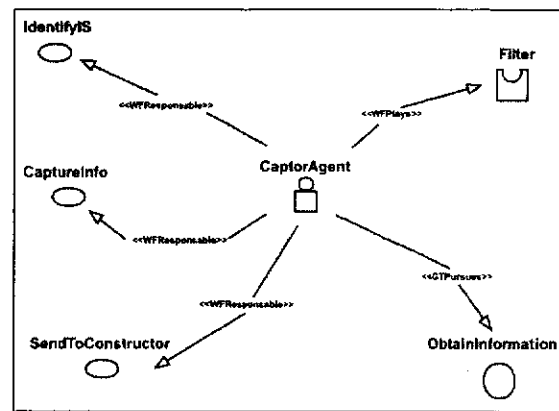 IdentifyIS
Filter
<<WFResponsable>>
<<WFPlays>>
CaptorAgent
CaptureInfo
<<WFResponsable>>
<<GTPursues>>
<<WFResponsable>>
SendToConstructor
ObtainInformation